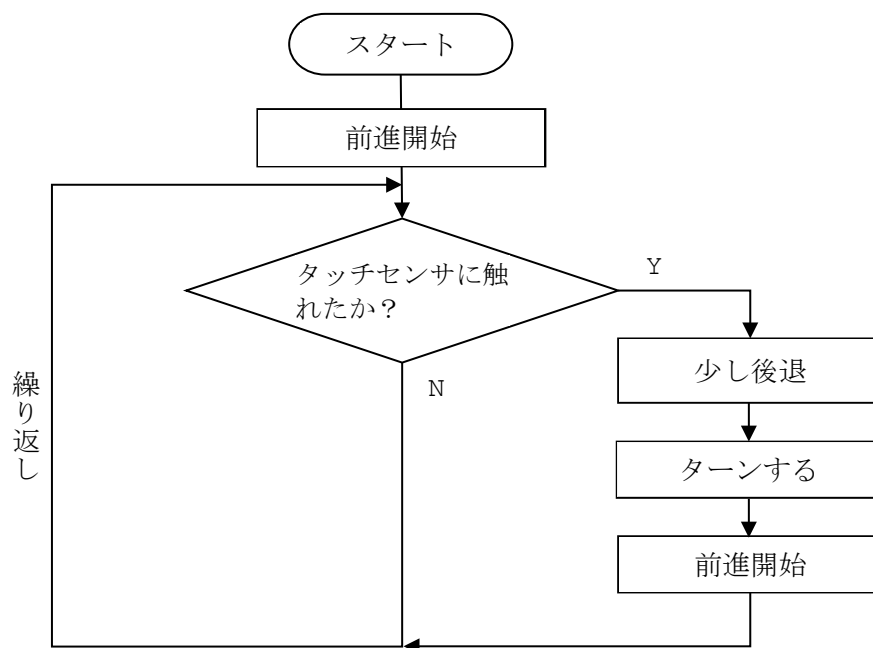 スタート
前進開始
タッチセンサに触
れたか？
Y
N
少し後退
ターンする
前進開始
繰り返し